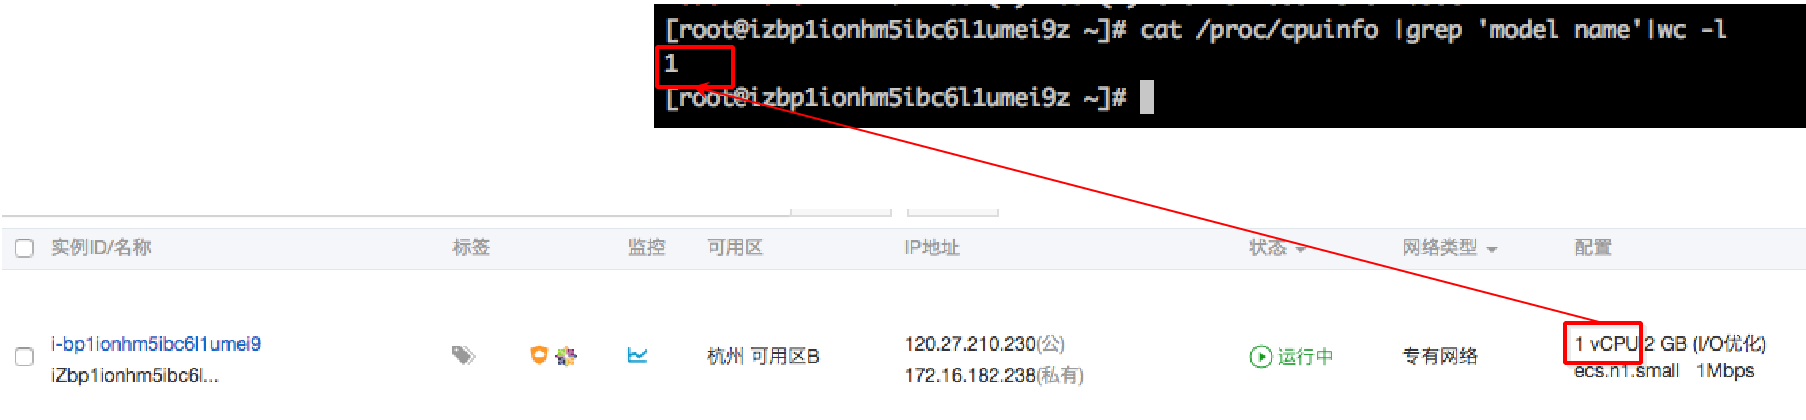 [root@izbp1ionhm5ibc6l1umei9z ~]# cat /proc/cpuinfo |grep 'model name'|wc -l
1
[root@izbp1ionhm5ibc6l1umei9z ~]#
实例ID/名称 标签 监控 可用区 IP地址 状态 网络类型 配置
i-bp1ionhm5ibc6l1umei9 120.27.210.230(公) 1 vCPU 2 GB (I/O优化)
杭州 可用区B 运行中 专有网络
iZbp1ionhm5ibc6l... 172.16.182.238(私有) ecs.n1.small 1Mbps